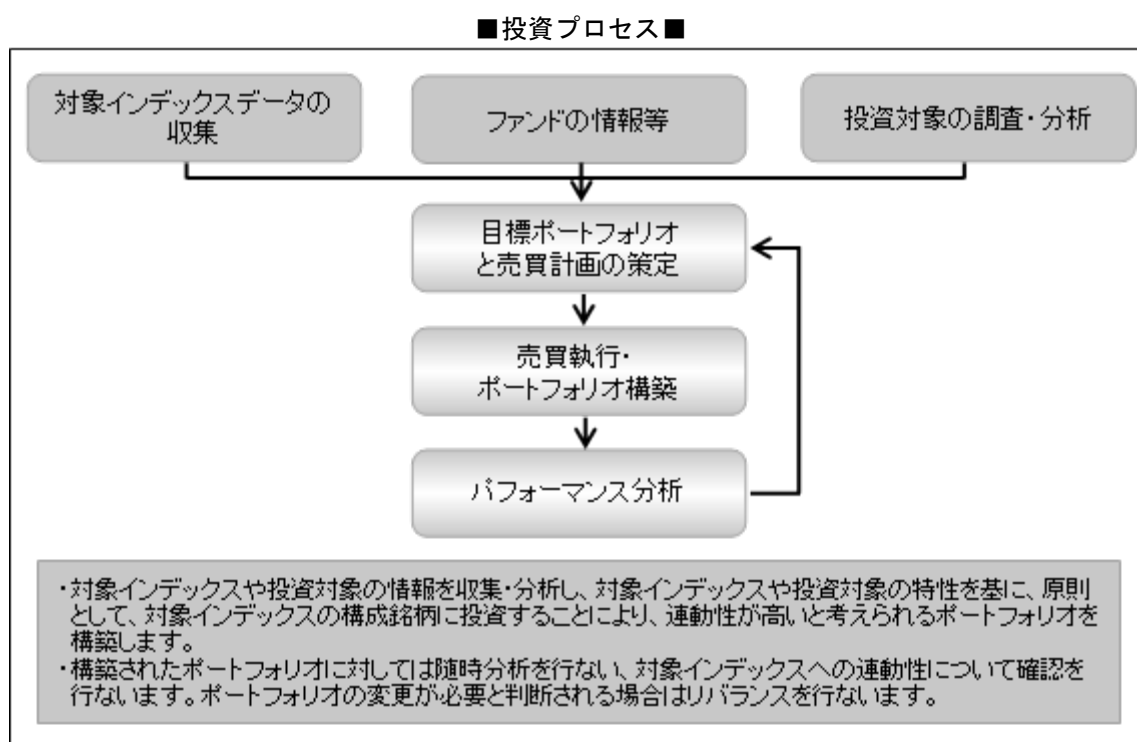 ■投資プロセス■
対象インデックスデータの
収集
ファンドの情報等
投資対象の調査・分析
目標ポートフォリオ
と売買計画の策定
売買執行・
ポートフォリオ構築
パフォーマンス分析
・対象インデックスや投資対象の情報を収集・分析し、対象インデックスや投資対象の特性を基に、原則
として、対象インデックスの構成銘柄に投資することにより、連動性が高いと考えられるポートフォリオを
構築します。
・構築されたポートフォリオに対しては随時分析を行ない、対象インデックスへの連動性について確認を
行ないます。ポートフォリオの変更が必要と判断される場合はリバランスを行ないます。